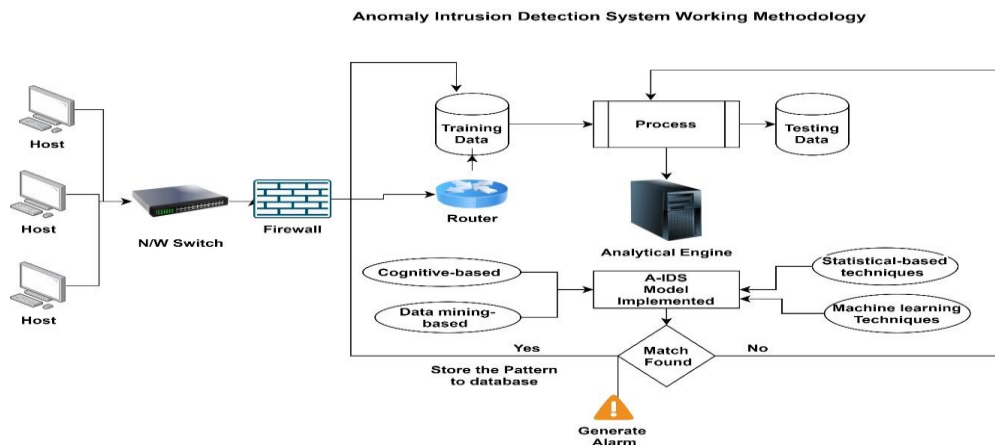 Anomaly Intrusion Detection System Working Methodology
Host
Host
Host
N/W Switch
Firewall
Training
Data
Router
Process
Testing
Data
Analytical Engine
Cognitive-based
Data mining-
based
A-IDS
Model
Implemented
Statistical-based
techniques
Machine learning
Techniques
Yes
Match
Found
No
Store the Pattern
to database
Generate
Alarm